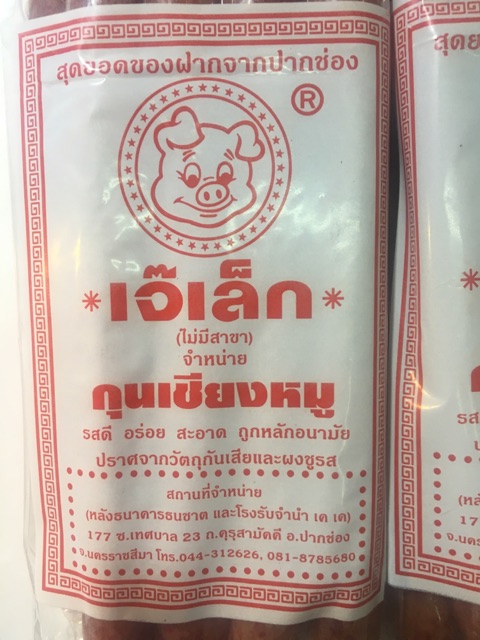 สุดยอดของฝากจากปากช่อง
®
*เจ๊เล็ก*
(ไม่มีสาขา)
จำหน่าย
กุนเชียงหมู
รสดี อร่อย สะอาด ถูกหลักอนามัย
ปราศจากวัตถุกันเสียและผงชูรส
สถานที่จำหน่าย
(หลังธนาคารธนชาต และโรงรับจำนำ เค เค)
177 ซ.เทศบาล 23 ถ.คุรุสามัคคี อ.ปากช่อง
จ.นครราชสีมา โทร.044-312626, 081-8785680